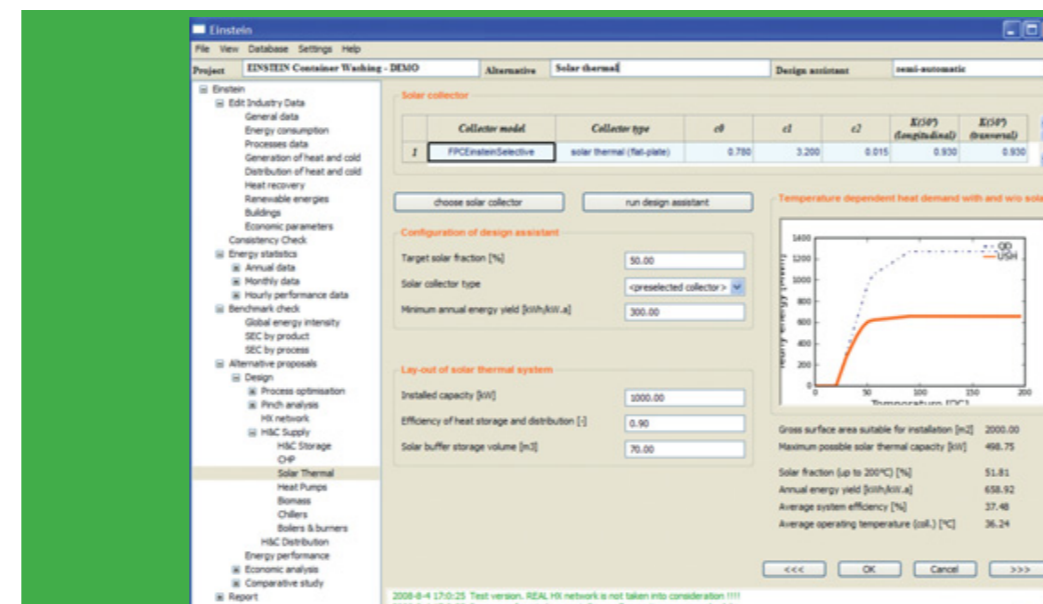 Einstein
File View Database Settings Help
Project EINSTEIN Container Washing - DEMO Alternative Solar thermal Design assistant semi-automatic
Einstein
Edit Industry Data
General data
Energy consumption
Processes data
Generation of heat and cold
Distribution of heat and cold
Heat recovery
Renewable energies
Buildings
Economic parameters
Consistency Check
Energy statistics
Annual data
Monthly data
Hourly performance data
Benchmark check
Global energy intensity
SEC by product
SEC by process
Alternative proposals
Design
Process optimisation
Pinch analysis
HX network
H&C Supply
H&C Storage
CHP
Solar Thermal
Heat Pumps
Biomass
Chillers
Boilers & burners
H&C Distribution
Energy performance
Economic analysis
Comparative study
Report
Solar collector
Collector model Collector type c0 c1 c2 K(50°) (longitudinal) K(50°) (tranversal)
1 FPCEinsteinSelective solar thermal (flat-plate) 0.780 3.200 0.015 0.930 0.930
choose solar collector run design assistant
Configuration of design assistant
Target solar fraction [%] 50.00
Solar collector type <preselected collector>
Minimum annual energy yield [kWh/kW.a] 300.00
Lay-out of solar thermal system
Installed capacity [kW] 1000.00
Efficiency of heat storage and distribution [-] 0.90
Solar buffer storage volume [m3] 70.00
Temperature dependent heat demand with and w/o sola
1400
1200
800
600
400
200
0
0 50 100 150 200
QD
USH
Yearly energy [MWh]
Temperature [ºC]
Gross surface area suitable for installation [m2] 2000.00
Maximum possible solar thermal capacity [kW] 498.75
Solar fraction (up to 200°C) [%] 51.81
Annual energy yield [kWh/kW.a] 658.92
Average system efficiency [%] 37.48
Average operating temperature (coll.) [°C] 36.24
<<< OK Cancel >>>
2008-8-4 17:0:25 Test version. REAL HX network is not taken into consideration !!!!